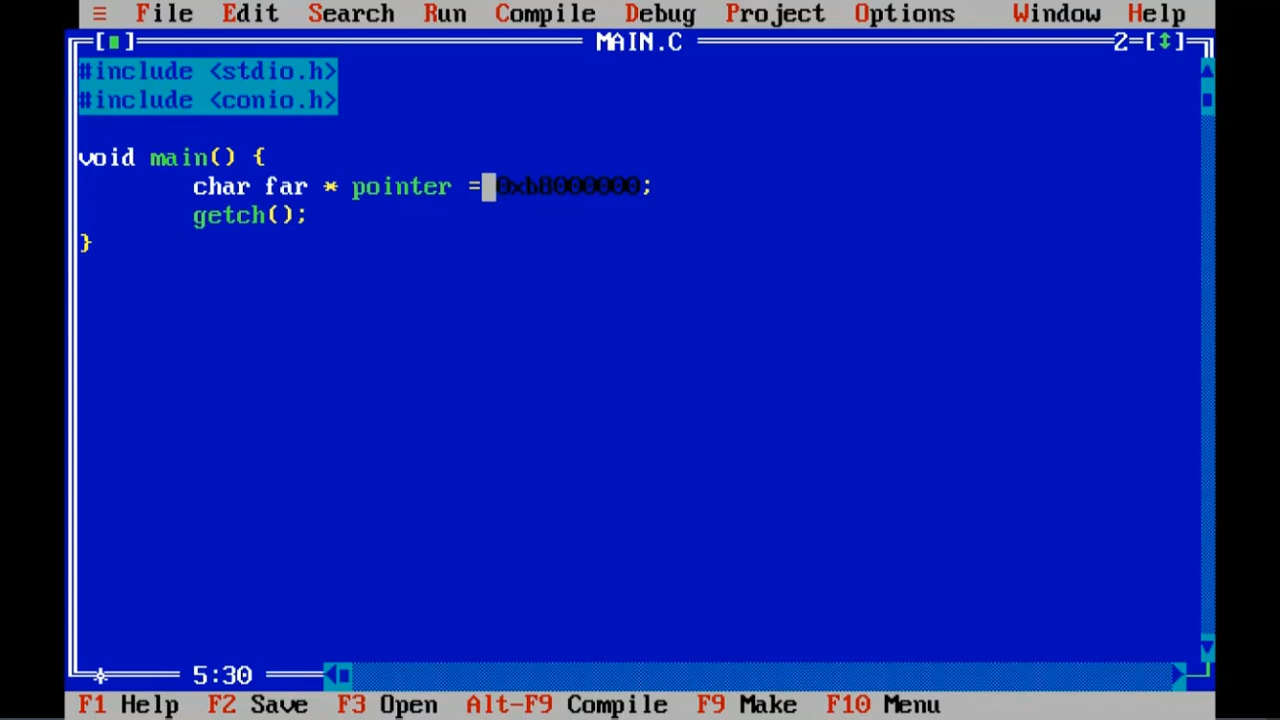 ≡ File Edit Search Run Compile Debug Project Options Window Help
[■] MAIN.C 2=[↕]
#include <stdio.h>
#include <conio.h>
void main() {
char far * pointer = 0xb8000000;
getch();
}
5:30
F1 Help F2 Save F3 Open Alt-F9 Compile F9 Make F10 Menu